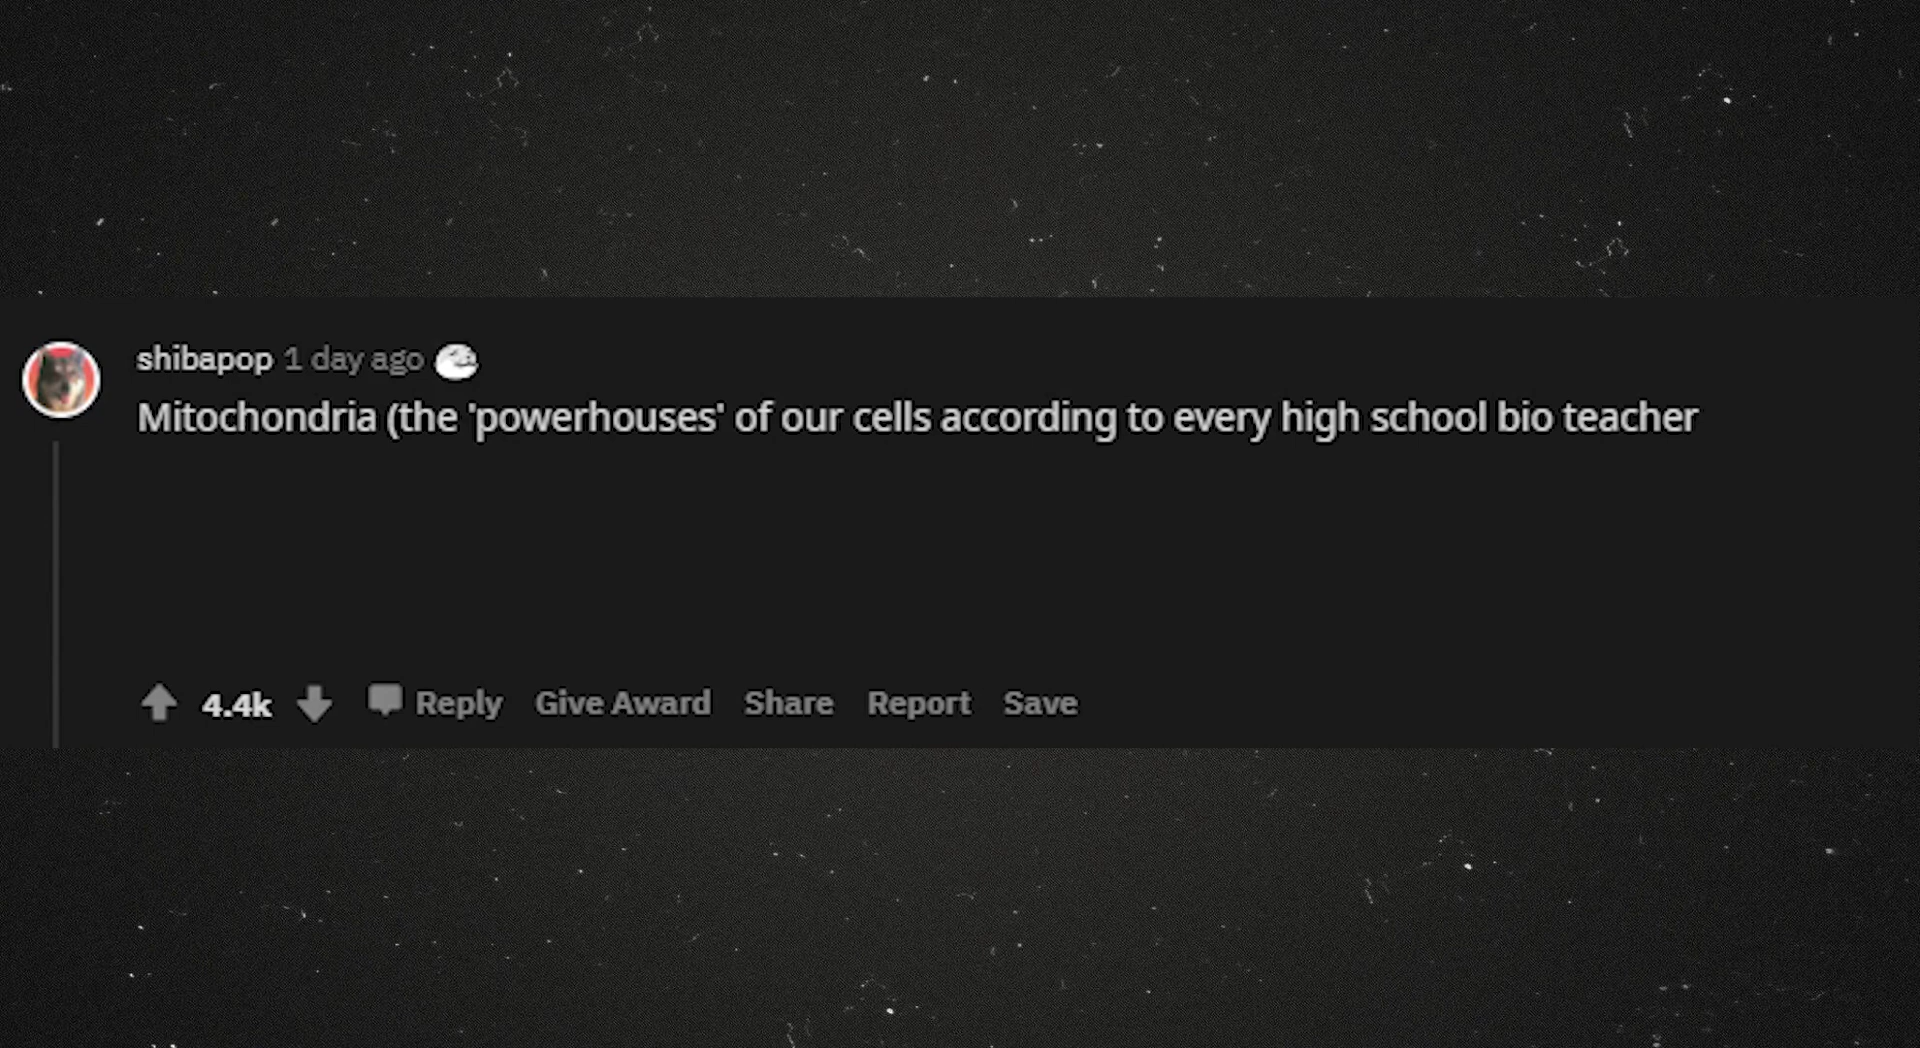 shibapop 1 day ago
Mitochondria (the 'powerhouses' of our cells according to every high school bio teacher
4.4k Reply Give Award Share Report Save